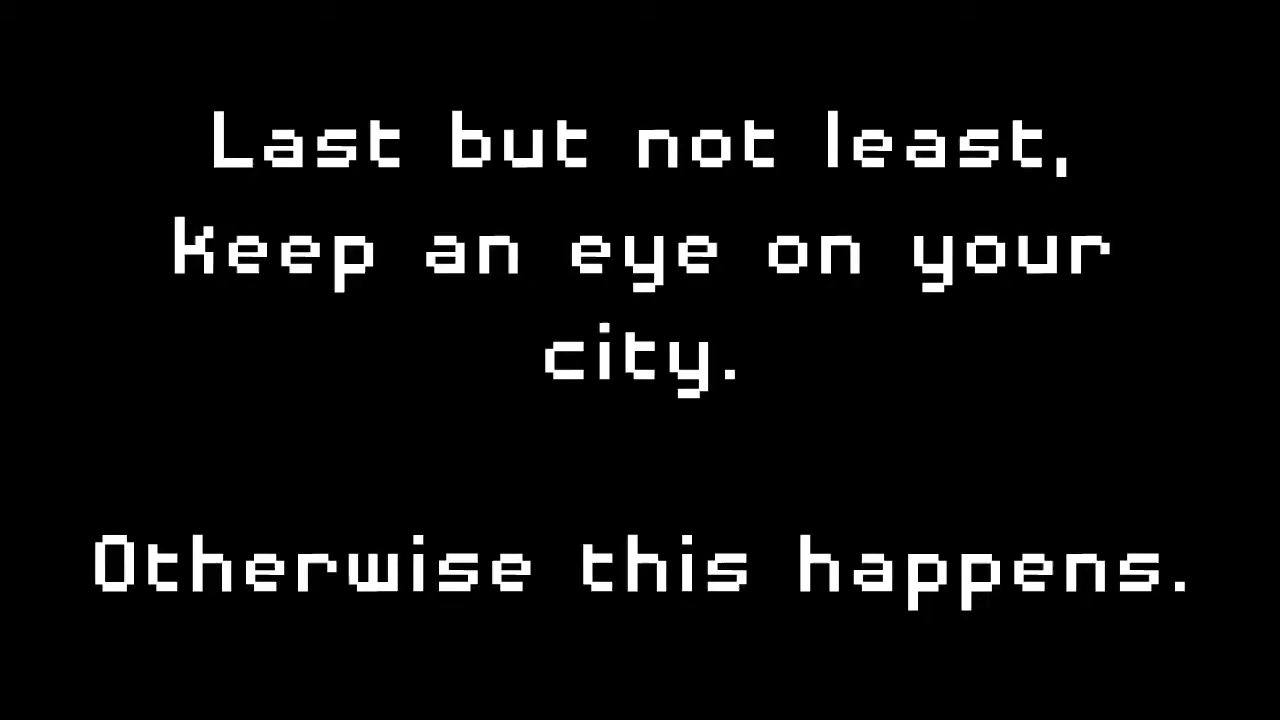 Last but not least,
keep an eye on your
city.
Otherwise this happens.